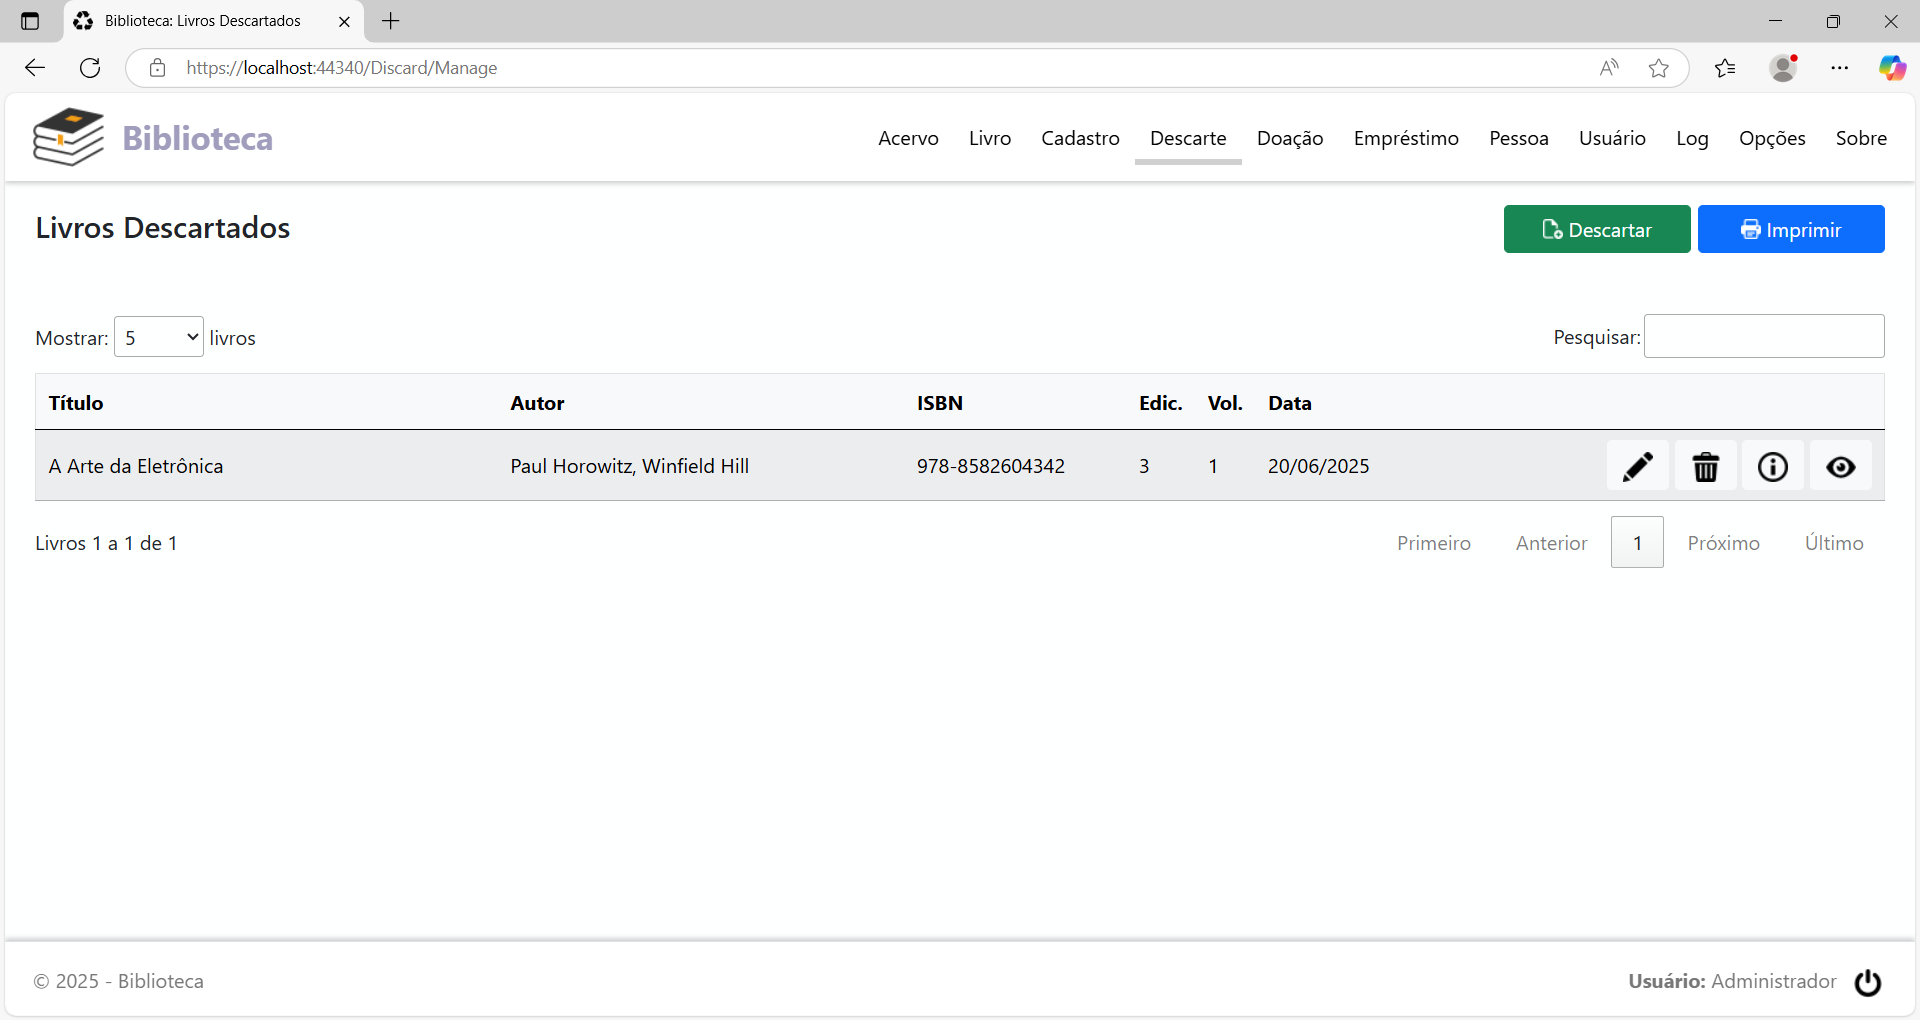 Biblioteca: Livros Descartados
https://localhost:44340/Discard/Manage
Biblioteca
Acervo Livro Cadastro Descarte Doação Empréstimo Pessoa Usuário Log Opções Sobre
Livros Descartados
Descartar Imprimir
Mostrar: 5 livros Pesquisar:
Título Autor ISBN Edic. Vol. Data
A Arte da Eletrônica Paul Horowitz, Winfield Hill 978-8582604342 3 1 20/06/2025
Livros 1 a 1 de 1 Primeiro Anterior 1 Próximo Último
© 2025 - Biblioteca Usuário: Administrador